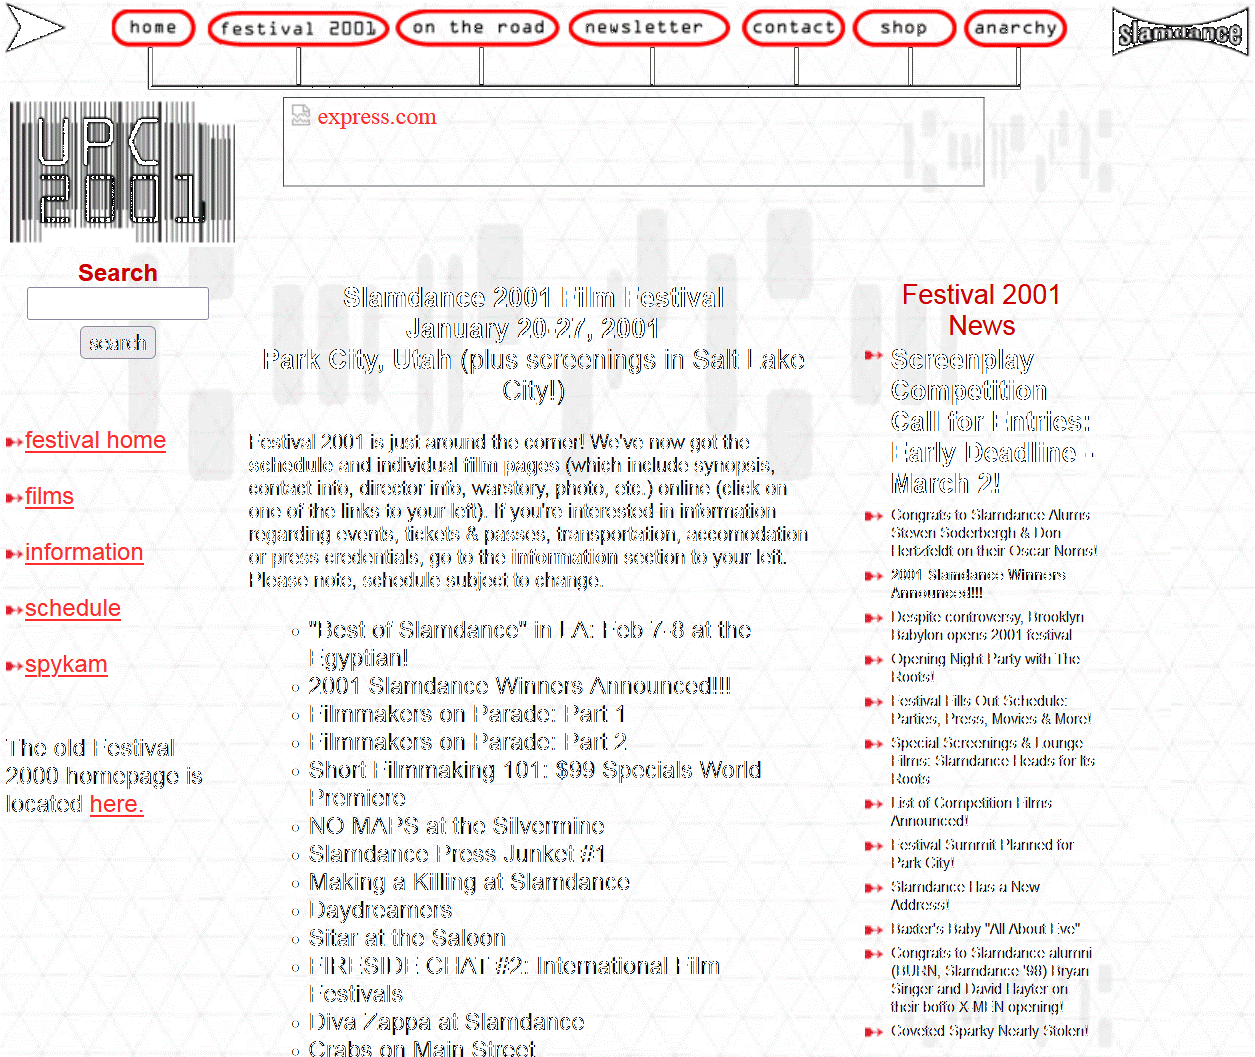 home
festival 2001
on the road
newsletter
contact
shop
anarchy
slamdance
UPC
2001
express.com
Search
search
festival home
films
information
schedule
spykam
The old Festival
2000 homepage is
located here.
Slamdance 2001 Film Festival
January 20-27, 2001
Park City, Utah (plus screenings in Salt Lake
City!)
Festival 2001 is just around the corner! We've now got the
schedule and individual film pages (which include synopsis,
contact info, director info, warstory, photo, etc.) online (click on
one of the links to your left). If you're interested in information
regarding events, tickets & passes, transportation, accomodation
or press credentials, go to the information section to your left.
Please note, schedule subject to change.
"Best of Slamdance" in LA: Feb 7-8 at the
Egyptian!
2001 Slamdance Winners Announced!!!
Filmmakers on Parade: Part 1
Filmmakers on Parade: Part 2
Short Filmmaking 101: $99 Specials World
Premiere
NO MAPS at the Silvermine
Slamdance Press Junket #1
Making a Killing at Slamdance
Daydreamers
Sitar at the Saloon
FIRESIDE CHAT #2: International Film
Festivals
Diva Zappa at Slamdance
Crabs on Main Street
Festival 2001
News
Screenplay
Competition
Call for Entries:
Early Deadline -
March 2!
Congrats to Slamdance Alums
Steven Soderbergh & Don
Hertzfeldt on their Oscar Noms!
2001 Slamdance Winners
Announced!!!
Despite controversy, Brooklyn
Babylon opens 2001 festival
Opening Night Party with The
Roots!
Festival Fills Out Schedule:
Parties, Press, Movies & More!
Special Screenings & Lounge
Films: Slamdance Heads for Its
Roots
List of Competition Films
Announced!
Festival Summit Planned for
Park City!
Slamdance Has a New
Address!
Baxter's Baby "All About Eve"
Congrats to Slamdance alumni
(BURN, Slamdance '98) Bryan
Singer and David Hayter on
their boffo X-MEN opening!
Coveted Sparky Nearly Stolen!